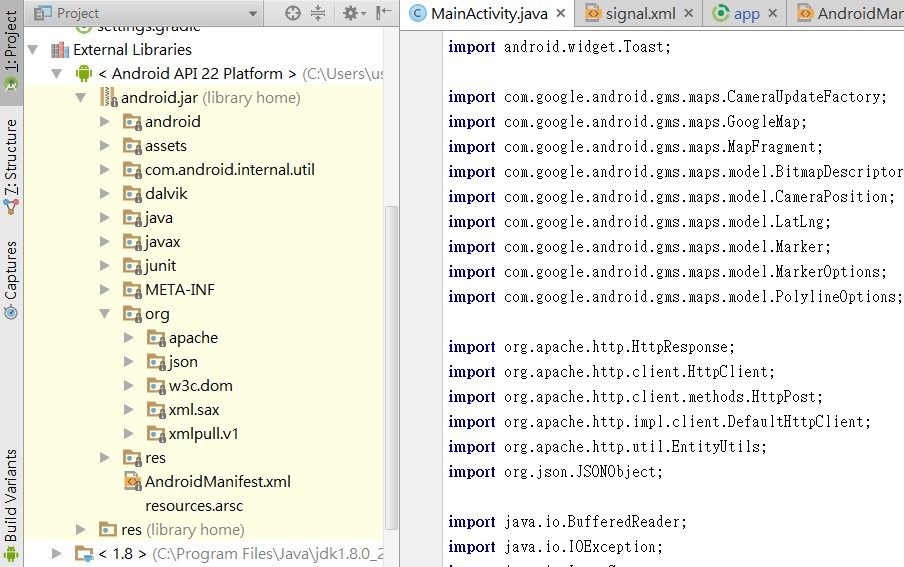 1: Project
Z: Structure
Captures
Build Variants
Project
settings.gradle
External Libraries
< Android API 22 Platform > (C:\Users\us
android.jar (library home)
android
assets
com.android.internal.util
dalvik
java
javax
junit
META-INF
org
apache
json
w3c.dom
xml.sax
xmlpull.v1
res
AndroidManifest.xml
resources.arsc
res (library home)
< 1.8 > (C:\Program Files\Java\jdk1.8.0_2
MainActivity.java × signal.xml × app × AndroidMan
import android.widget.Toast;
import com.google.android.gms.maps.CameraUpdateFactory;
import com.google.android.gms.maps.GoogleMap;
import com.google.android.gms.maps.MapFragment;
import com.google.android.gms.maps.model.BitmapDescriptor
import com.google.android.gms.maps.model.CameraPosition;
import com.google.android.gms.maps.model.LatLng;
import com.google.android.gms.maps.model.Marker;
import com.google.android.gms.maps.model.MarkerOptions;
import com.google.android.gms.maps.model.PolylineOptions;
import org.apache.http.HttpResponse;
import org.apache.http.client.HttpClient;
import org.apache.http.client.methods.HttpPost;
import org.apache.http.impl.client.DefaultHttpClient;
import org.apache.http.util.EntityUtils;
import org.json.JSONObject;
import java.io.BufferedReader;
import java.io.IOException;